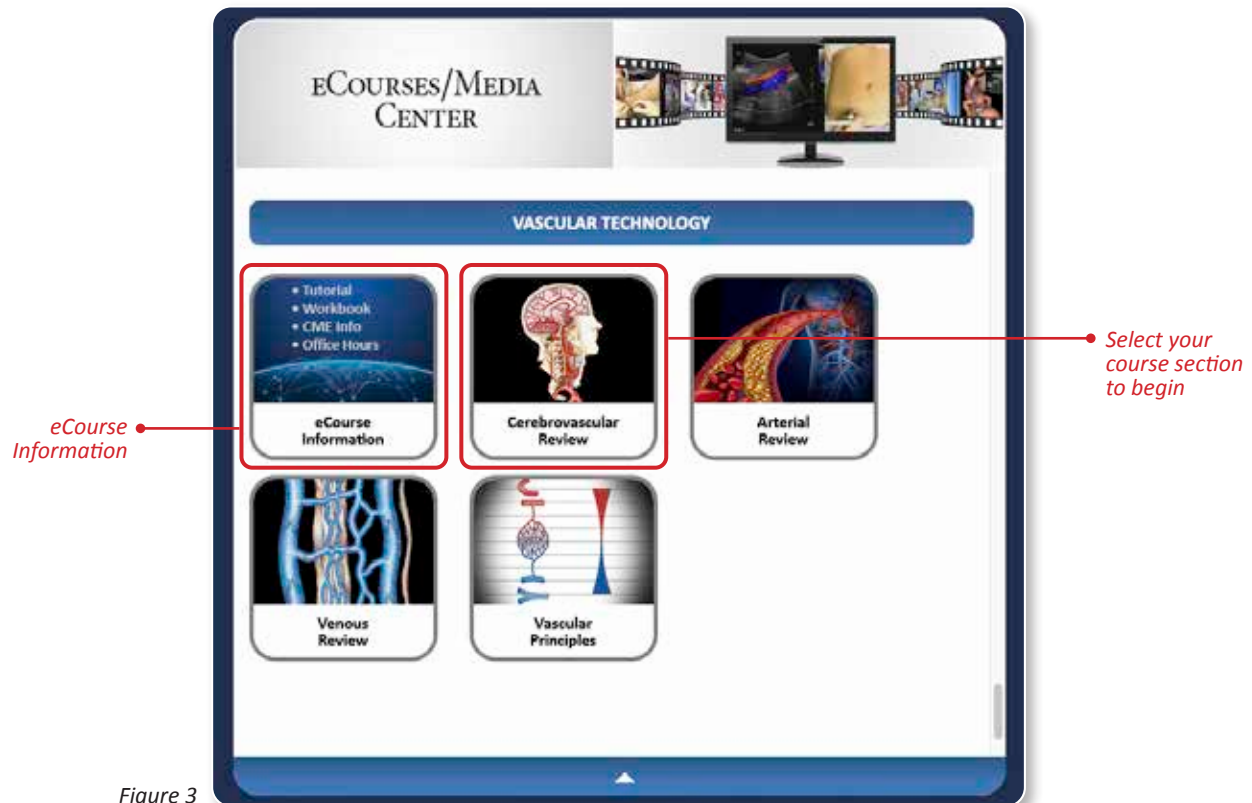 eCourses/Media
Center
VASCULAR TECHNOLOGY
• Tutorial
• Workbook
• CME Info
• Office Hours
eCourse
Information
Cerebrovascular
Review
Arterial
Review
Select your
course section
to begin
eCourse
Information
Venous
Review
Vascular
Principles
Figure 3